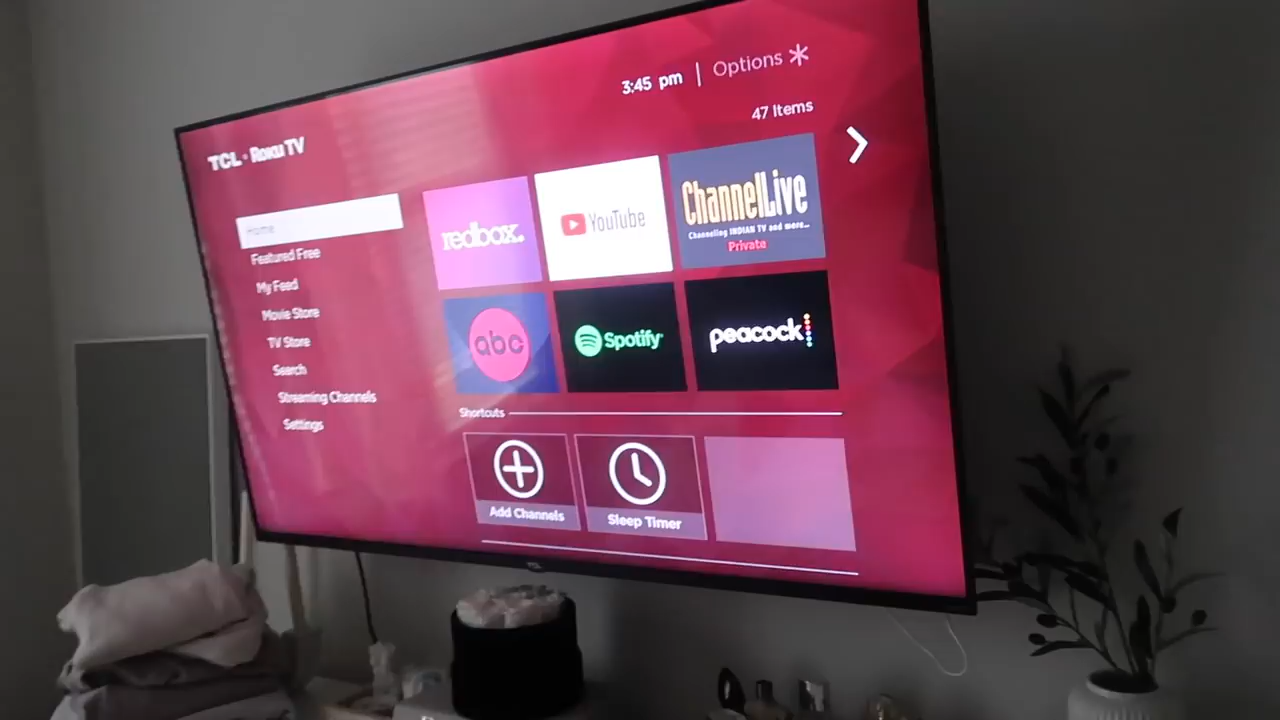 3:45 pm | Options *
47 Items
TCL · Roku TV
Home
Featured Free
My Feed
Movie Store
TV Store
Search
Streaming Channels
Settings
redbox.
YouTube
ChannelLive
Channeling INDIAN TV and more...
Private
abc
Spotify
peacock
Shortcuts
Add Channels
Sleep Timer
TCL